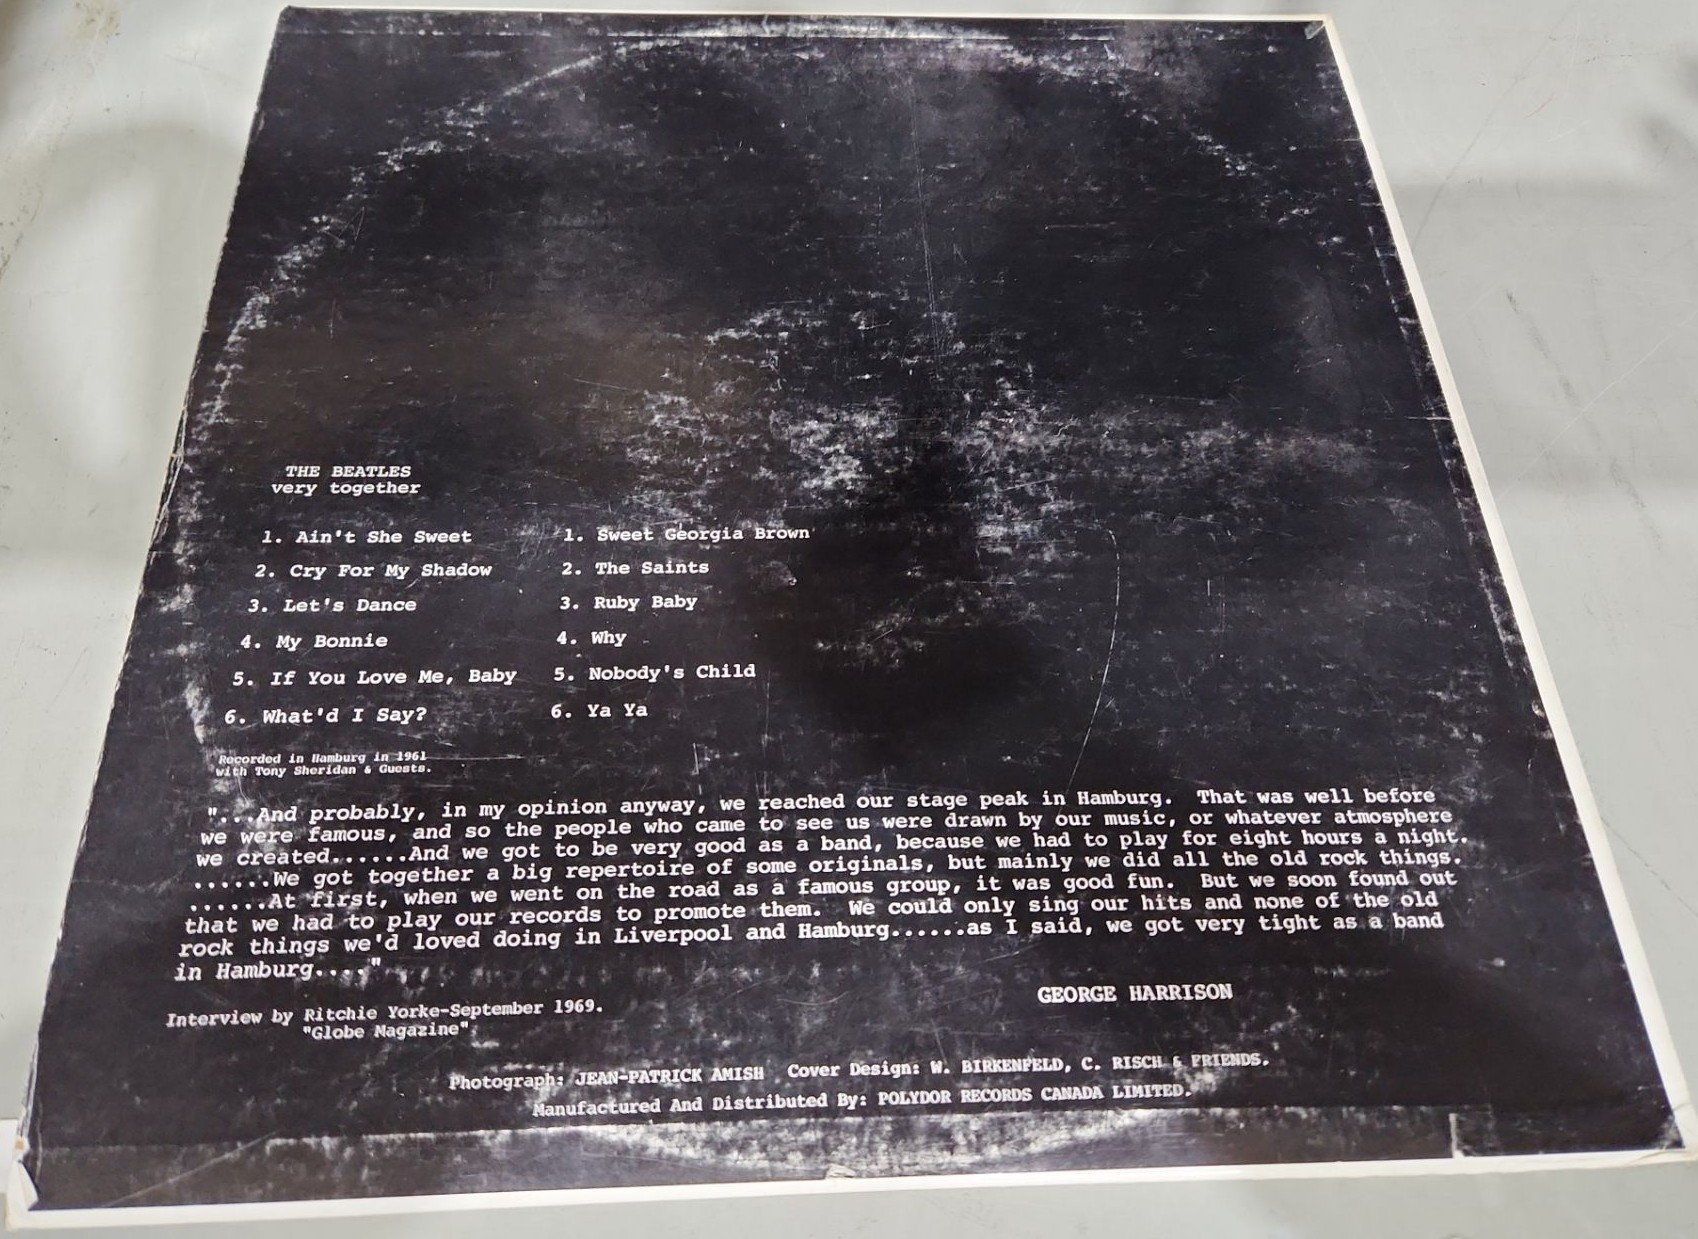 THE BEATLES
very together
1. Ain't She Sweet
2. Cry For My Shadow
3. Let's Dance
4. My Bonnie
5. If You Love Me, Baby
6. What'd I Say?
1. Sweet Georgia Brown
2. The Saints
3. Ruby Baby
4. Why
5. Nobody's Child
6. Ya Ya
Recorded in Hamburg in 1961
with Tony Sheridan & Guests.
"...And probably, in my opinion anyway, we reached our stage peak in Hamburg. That was well before
we were famous, and so the people who came to see us were drawn by our music, or whatever atmosphere
we created......And we got to be very good as a band, because we had to play for eight hours a night.
......We got together a big repertoire of some originals, but mainly we did all the old rock things.
......At first, when we went on the road as a famous group, it was good fun. But we soon found out
that we had to play our records to promote them. We could only sing our hits and none of the old
rock things we'd loved doing in Liverpool and Hamburg......as I said, we got very tight as a band
in Hamburg...."
GEORGE HARRISON
Interview by Ritchie Yorke-September 1969.
"Globe Magazine"
Photograph: JEAN-PATRICK AMISH Cover Design: W. BIRKENFELD, C. RISCH & FRIENDS.
Manufactured And Distributed By: POLYDOR RECORDS CANADA LIMITED.